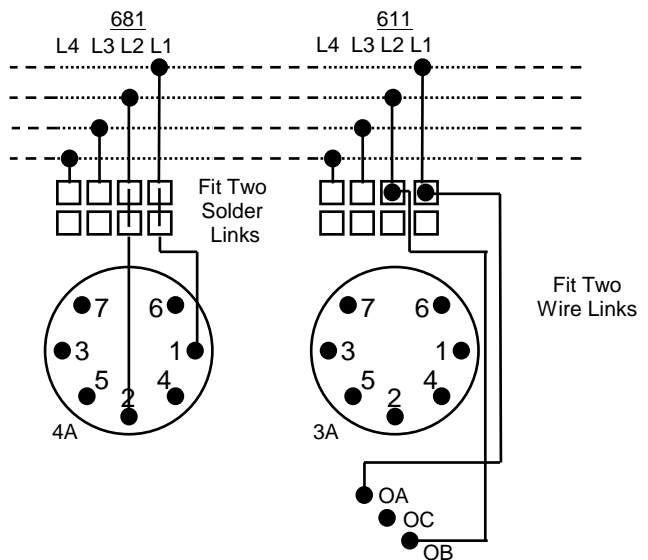 681
611
L4 L3 L2 L1
L4 L3 L2 L1
Fit Two
Solder
Links
Fit Two
Wire Links
7
6
3
1
5
4
2
4A
7
6
3
1
5
4
2
3A
OA
OC
OB